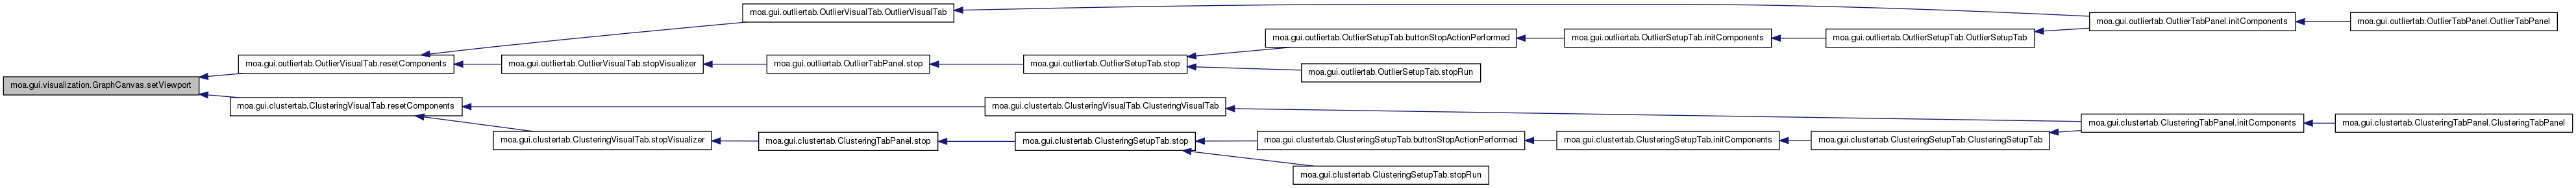 moa.gui.outliertab.OutlierVisualTab.OutlierVisualTab
moa.gui.outliertab.OutlierTabPanel.initComponents
moa.gui.outliertab.OutlierTabPanel.OutlierTabPanel
moa.gui.outliertab.OutlierSetupTab.buttonStopActionPerformed
moa.gui.outliertab.OutlierSetupTab.initComponents
moa.gui.outliertab.OutlierSetupTab.OutlierSetupTab
moa.gui.outliertab.OutlierVisualTab.resetComponents
moa.gui.outliertab.OutlierVisualTab.stopVisualizer
moa.gui.outliertab.OutlierTabPanel.stop
moa.gui.outliertab.OutlierSetupTab.stop
moa.gui.outliertab.OutlierSetupTab.stopRun
moa.gui.visualization.GraphCanvas.setViewport
moa.gui.clustertab.ClusteringVisualTab.resetComponents
moa.gui.clustertab.ClusteringVisualTab.ClusteringVisualTab
moa.gui.clustertab.ClusteringTabPanel.initComponents
moa.gui.clustertab.ClusteringTabPanel.ClusteringTabPanel
moa.gui.clustertab.ClusteringVisualTab.stopVisualizer
moa.gui.clustertab.ClusteringTabPanel.stop
moa.gui.clustertab.ClusteringSetupTab.stop
moa.gui.clustertab.ClusteringSetupTab.buttonStopActionPerformed
moa.gui.clustertab.ClusteringSetupTab.initComponents
moa.gui.clustertab.ClusteringSetupTab.ClusteringSetupTab
moa.gui.clustertab.ClusteringSetupTab.stopRun